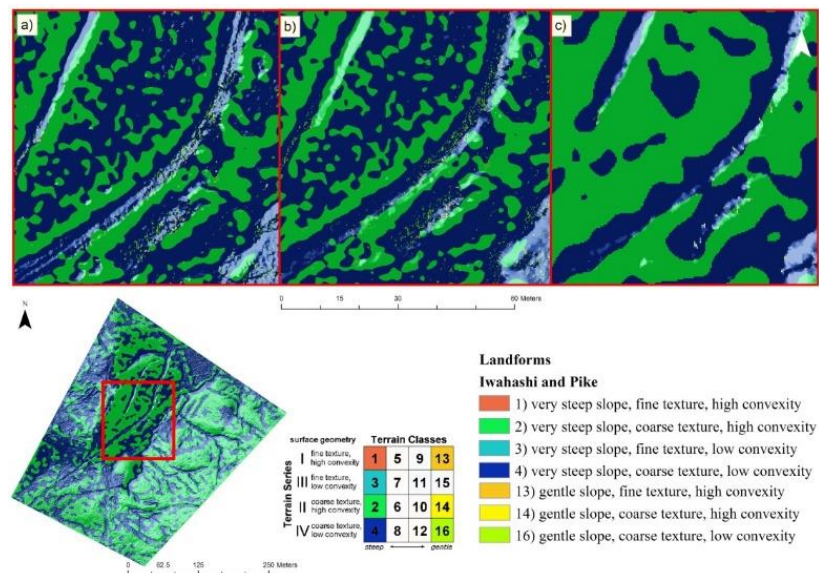 a)
b)
c)
0 15 30 60 Meters
N
Landforms
Iwahashi and Pike
1) very steep slope, fine texture, high convexity
2) very steep slope, coarse texture, high convexity
3) very steep slope, fine texture, low convexity
4) very steep slope, coarse texture, low convexity
13) gentle slope, fine texture, high convexity
14) gentle slope, coarse texture, high convexity
16) gentle slope, coarse texture, low convexity
surface geometry Terrain Classes
Terrain Series
I fine texture, high convexity 1 5 9 13
III fine texture, low convexity 3 7 11 15
II coarse texture, high convexity 2 6 10 14
IV coarse texture, low convexity 4 8 12 16
steep gentle
0 62.5 125 250 Meters